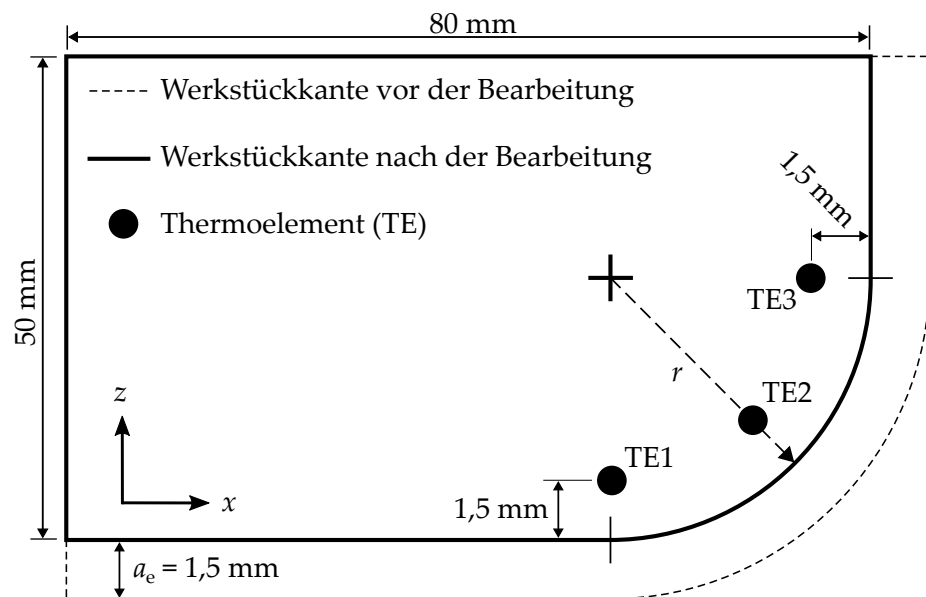 80 mm
Werkstückkante vor der Bearbeitung
Werkstückkante nach der Bearbeitung
Thermoelement (TE)
1,5 mm
50 mm
TE3
r
TE2
z
TE1
x
1,5 mm
aₑ = 1,5 mm